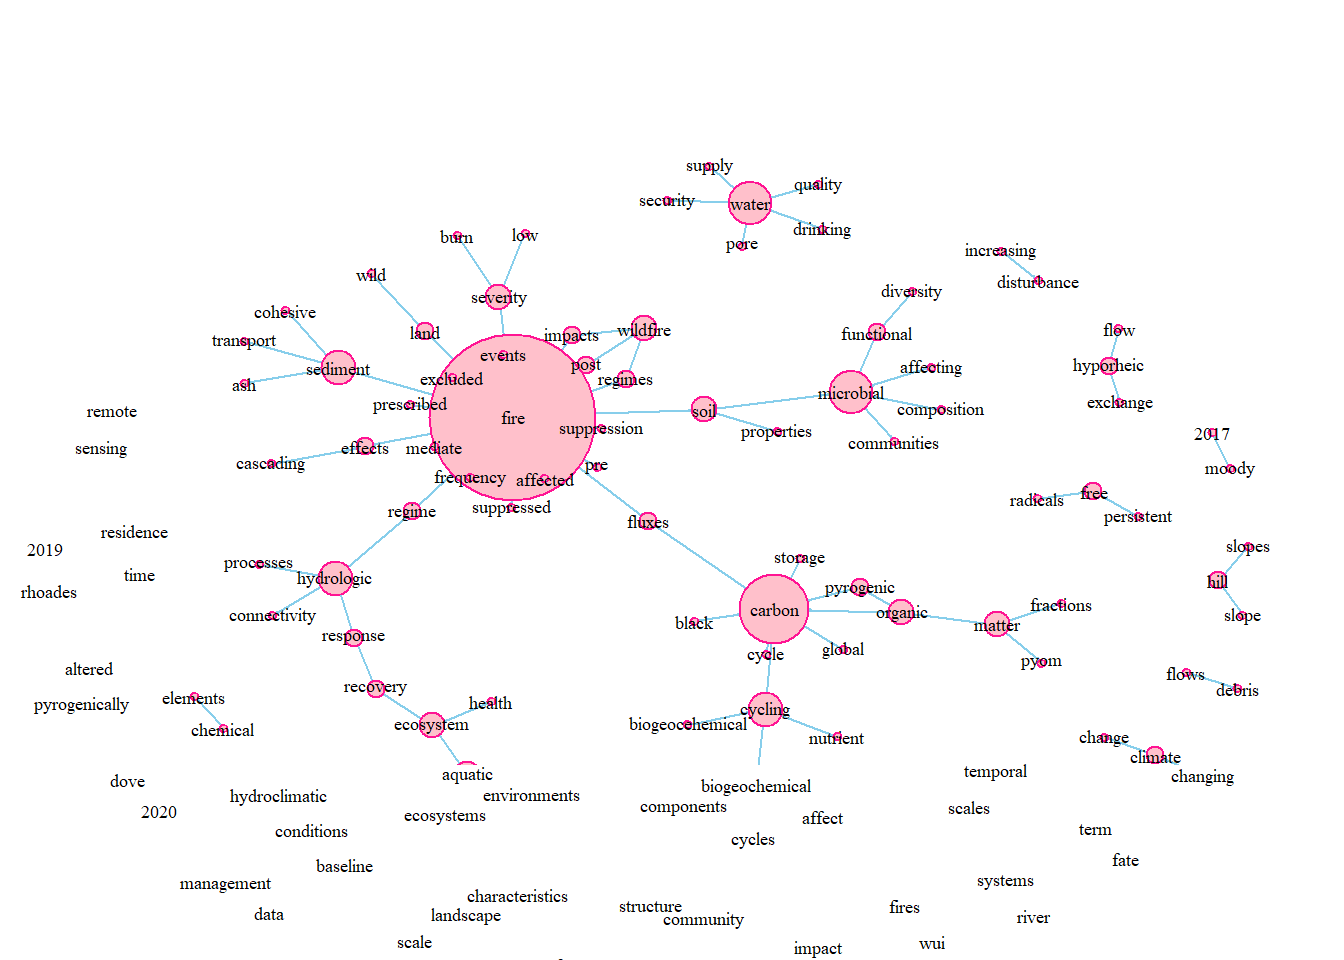 supply
quality
security
water
drinking
pore
burn
low
increasing
wild
disturbance
diversity
severity
cohesive
land
impacts
wildfire
functional
flow
transport
events
post
sediment
hyporheic
affecting
ash
excluded
regimes
microbial
prescribed
exchange
remote
fire
soil
composition
suppression
properties
2017
sensing
effects
mediate
communities
cascading
pre
moody
frequency
affected
radicals
free
regime
suppressed
persistent
fluxes
residence
2019
slopes
processes
storage
time
hydrologic
hill
rhoades
pyrogenic
connectivity
carbon
organic
fractions
slope
black
matter
response
cycle
global
pyom
altered
flows
recovery
debris
elements
pyrogenically
health
chemical
ecosystem
biogeochemical
cycling
nutrient
change
climate
aquatic
temporal
changing
dove
hydroclimatic
environments
biogeochemical
2020
ecosystems
components
affect
scales
conditions
cycles
term
baseline
fate
management
systems
characteristics
data
landscape
structure
community
fires
river
scale
impact
wui